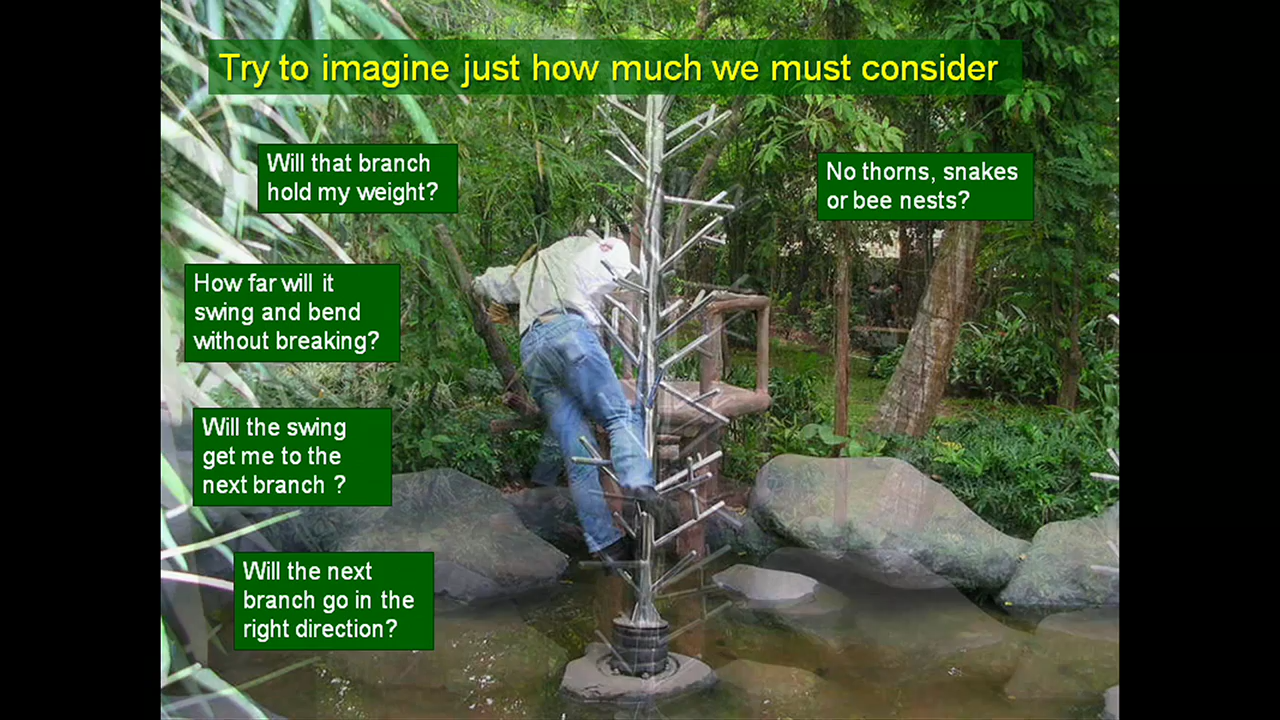 Try to imagine just how much we must consider
Will that branch
hold my weight?
No thorns, snakes
or bee nests?
How far will it
swing and bend
without breaking?
Will the swing
get me to the
next branch ?
Will the next
branch go in the
right direction?